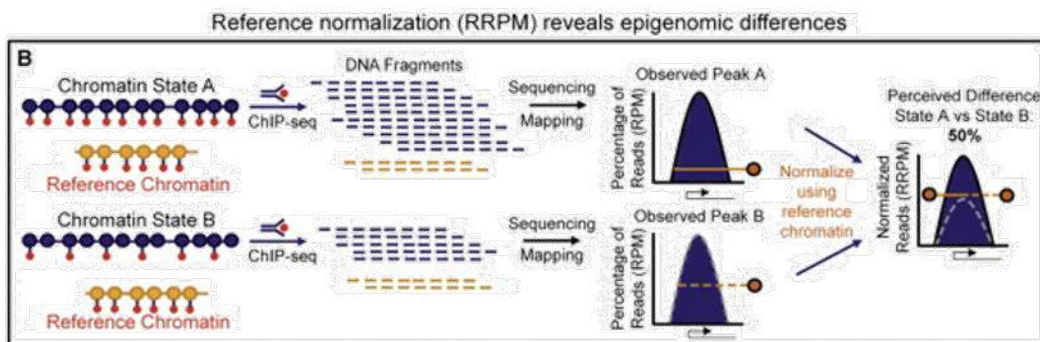 Reference normalization (RRPM) reveals epigenomic differences
B
Chromatin State A
ChIP-seq
DNA Fragments
Sequencing
Mapping
Observed Peak A
Percentage of
Reads (RPM)
Reference Chromatin
Chromatin State B
ChIP-seq
Sequencing
Mapping
Observed Peak B
Percentage of
Reads (RPM)
Reference Chromatin
Normalize
using
reference
chromatin
Perceived Difference
State A vs State B:
50%
Normalized
Reads (RRPM)